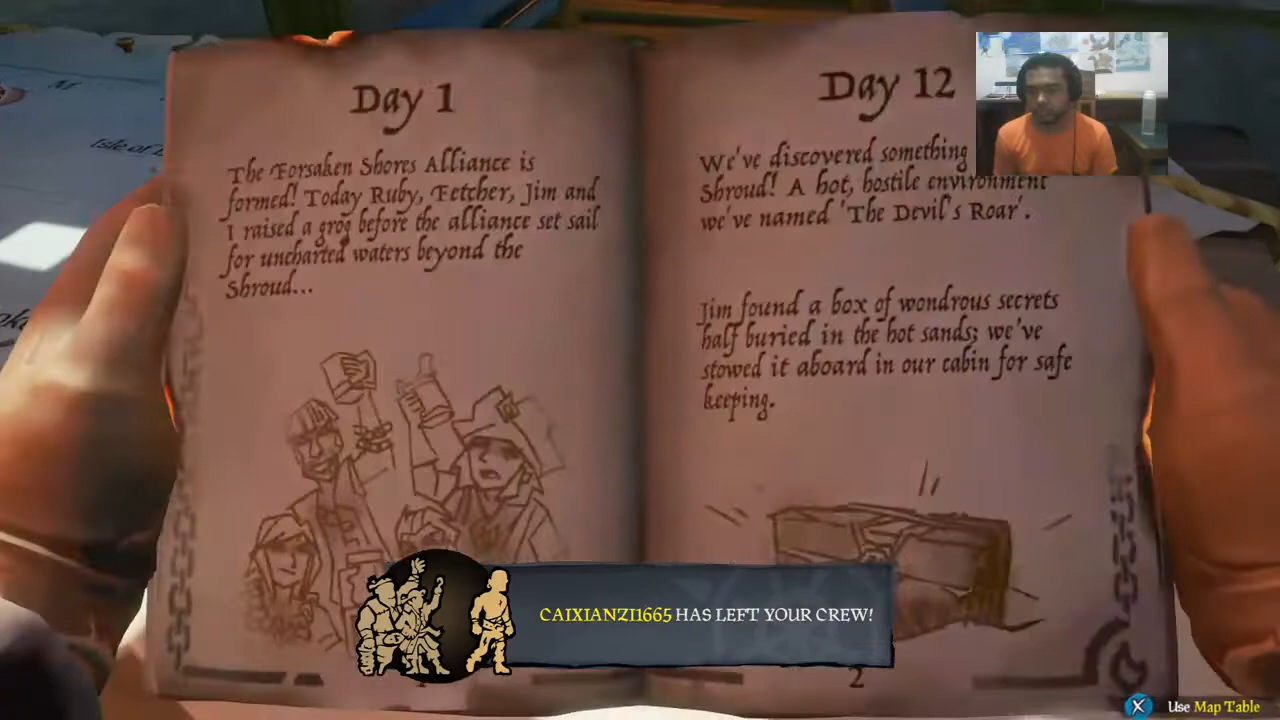 Day 1
The Forsaken Shores Alliance is
formed! Today Ruby, Fetcher, Jim and
I raised a grog before the alliance set sail
for uncharted waters beyond the
Shroud...
Day 12
We've discovered something
Shroud! A hot, hostile environment
we've named 'The Devil's Roar'.
Jim found a box of wondrous secrets
half buried in the hot sands; we've
stowed it aboard in our cabin for safe
keeping.
2
Isle of
CAIXIANZI1665 HAS LEFT YOUR CREW!
X Use Map Table